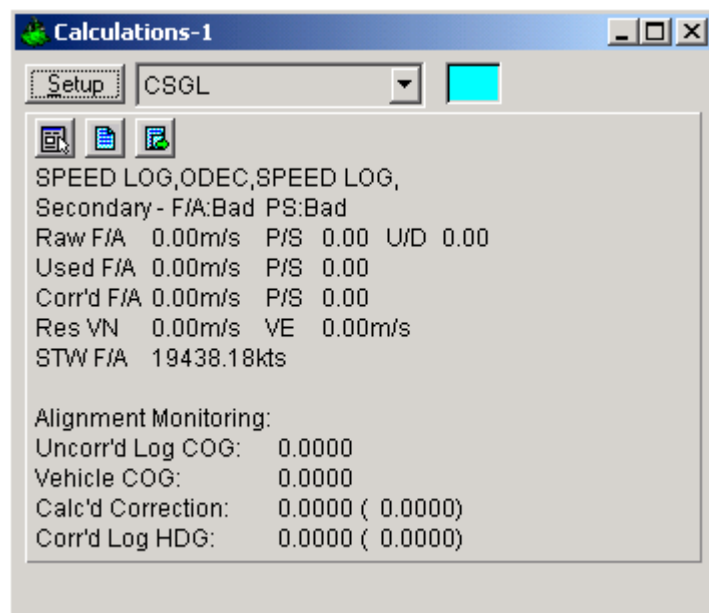 Calculations-1
Setup CSGL
SPEED LOG,ODEC,SPEED LOG,
Secondary - F/A:Bad PS:Bad
Raw F/A 0.00m/s P/S 0.00 U/D 0.00
Used F/A 0.00m/s P/S 0.00
Corr'd F/A 0.00m/s P/S 0.00
Res VN 0.00m/s VE 0.00m/s
STW F/A 19438.18kts
Alignment Monitoring:
Uncorr'd Log COG: 0.0000
Vehicle COG: 0.0000
Calc'd Correction: 0.0000 ( 0.0000)
Corr'd Log HDG: 0.0000 ( 0.0000)